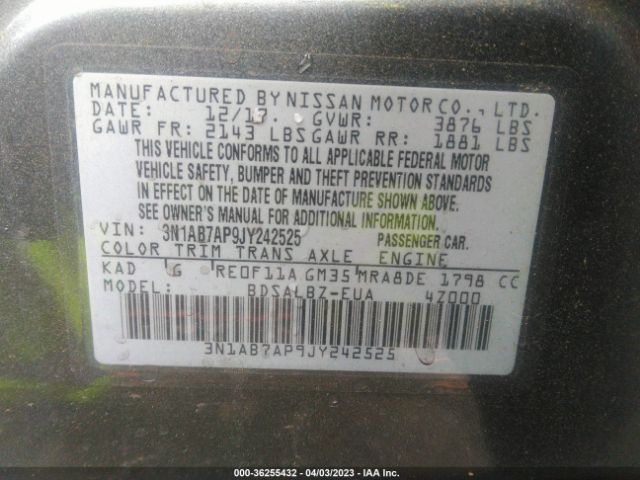 MANUFACTURED BY NISSAN MOTOR CO., LTD.
DATE: 12/17 GVWR: 3876 LBS
GAWR FR: 2143 LBS GAWR RR: 1881 LBS
THIS VEHICLE CONFORMS TO ALL APPLICABLE FEDERAL MOTOR
VEHICLE SAFETY, BUMPER AND THEFT PREVENTION STANDARDS
IN EFFECT ON THE DATE OF MANUFACTURE SHOWN ABOVE.
SEE OWNER'S MANUAL FOR ADDITIONAL INFORMATION.
VIN: 3N1AB7AP9JY242525 PASSENGER CAR.
COLOR TRIM TRANS AXLE ENGINE
KAD G RE0F11A GM35 MRA8DE 1798 CC
MODEL: BDSALBZ-EUA 4Z000
3N1AB7AP9JY242525
000-36255432 - 04/03/2023 - IAA Inc.